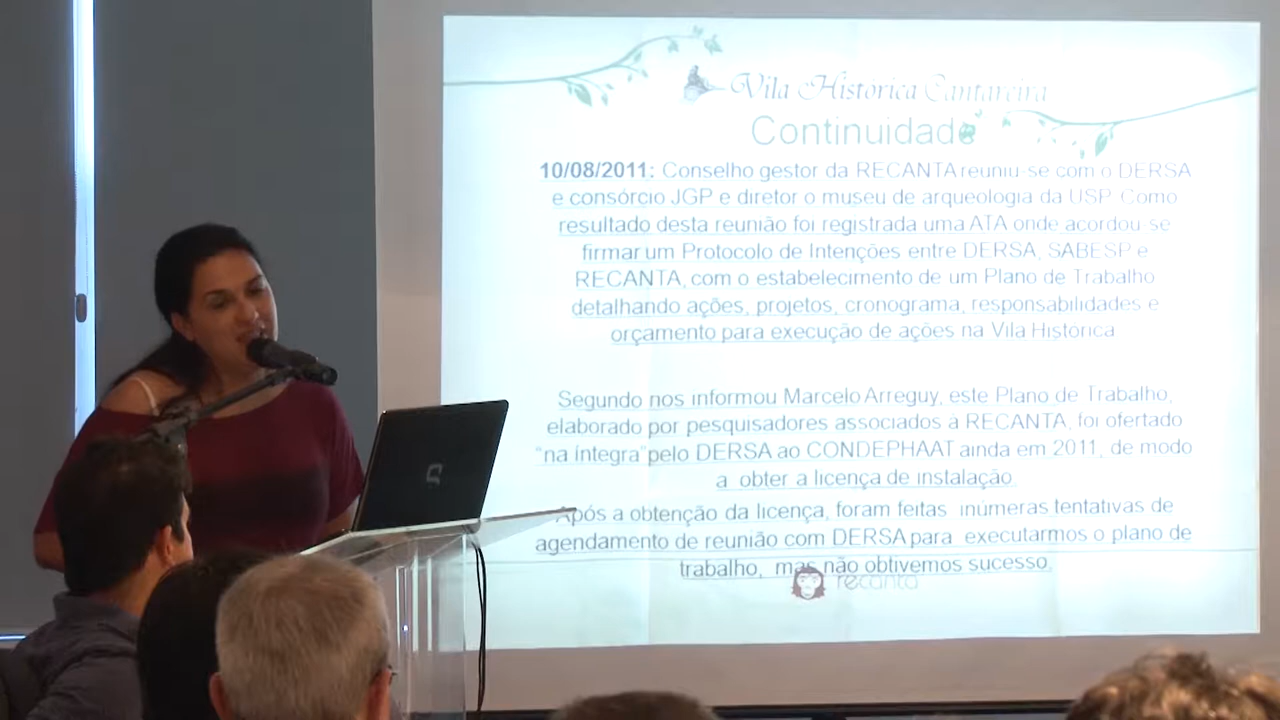 Vila Histórica Cantareira
Continuidade
10/08/2011: Conselho gestor da RECANTA reuniu-se com o DERSA
e consórcio JGP e diretor o museu de arqueologia da USP. Como
resultado desta reunião foi registrada uma ATA onde acordou-se
firmar um Protocolo de Intenções entre DERSA, SABESP e
RECANTA, com o estabelecimento de um Plano de Trabalho
detalhando ações, projetos, cronograma, responsabilidades e
orçamento para execução de ações na Vila Histórica
Segundo nos informou Marcelo Arreguy, este Plano de Trabalho,
elaborado por pesquisadores associados à RECANTA, foi ofertado
"na íntegra" pelo DERSA ao CONDEPHAAT ainda em 2011, de modo
a obter a licença de instalação.
Após a obtenção da licença, foram feitas inúmeras tentativas de
agendamento de reunião com DERSA para executarmos o plano de
trabalho, mas não obtivemos sucesso.
recanta